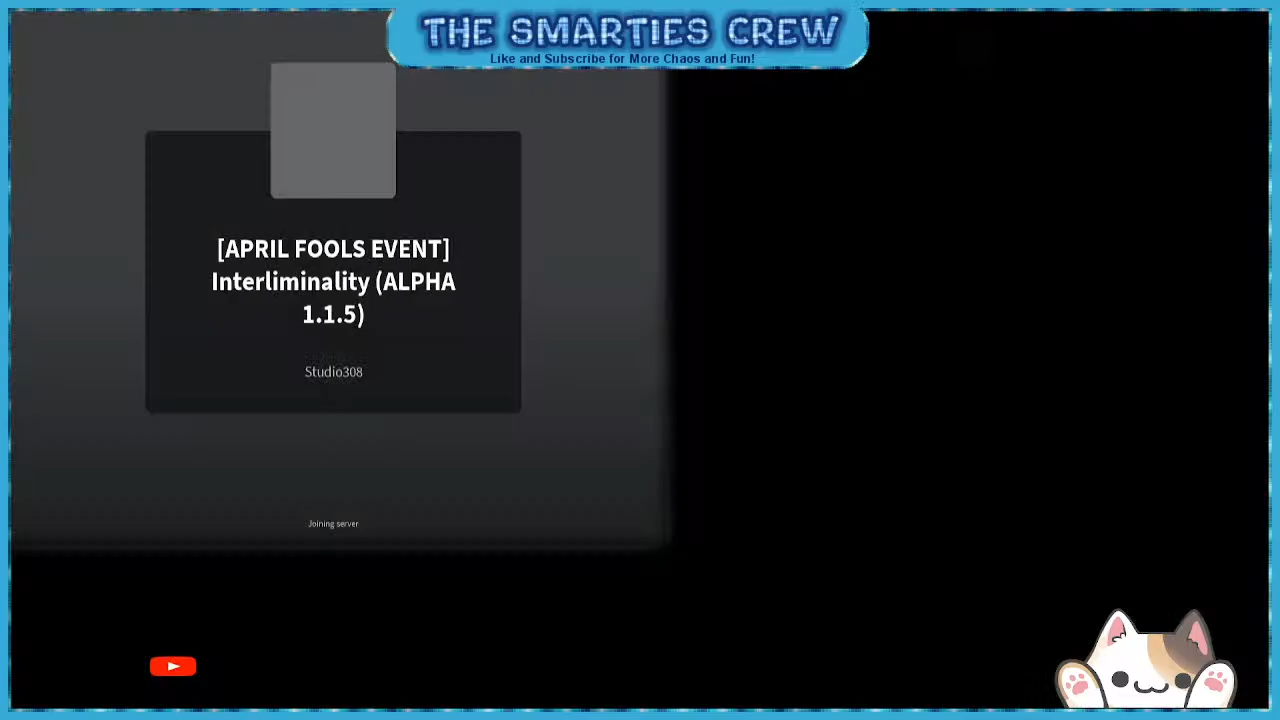 THE SMARTIES CREW
Like and Subscribe for More Chaos and Fun!
[APRIL FOOLS EVENT]
Interliminality (ALPHA
1.1.5)
Studio308
Joining server